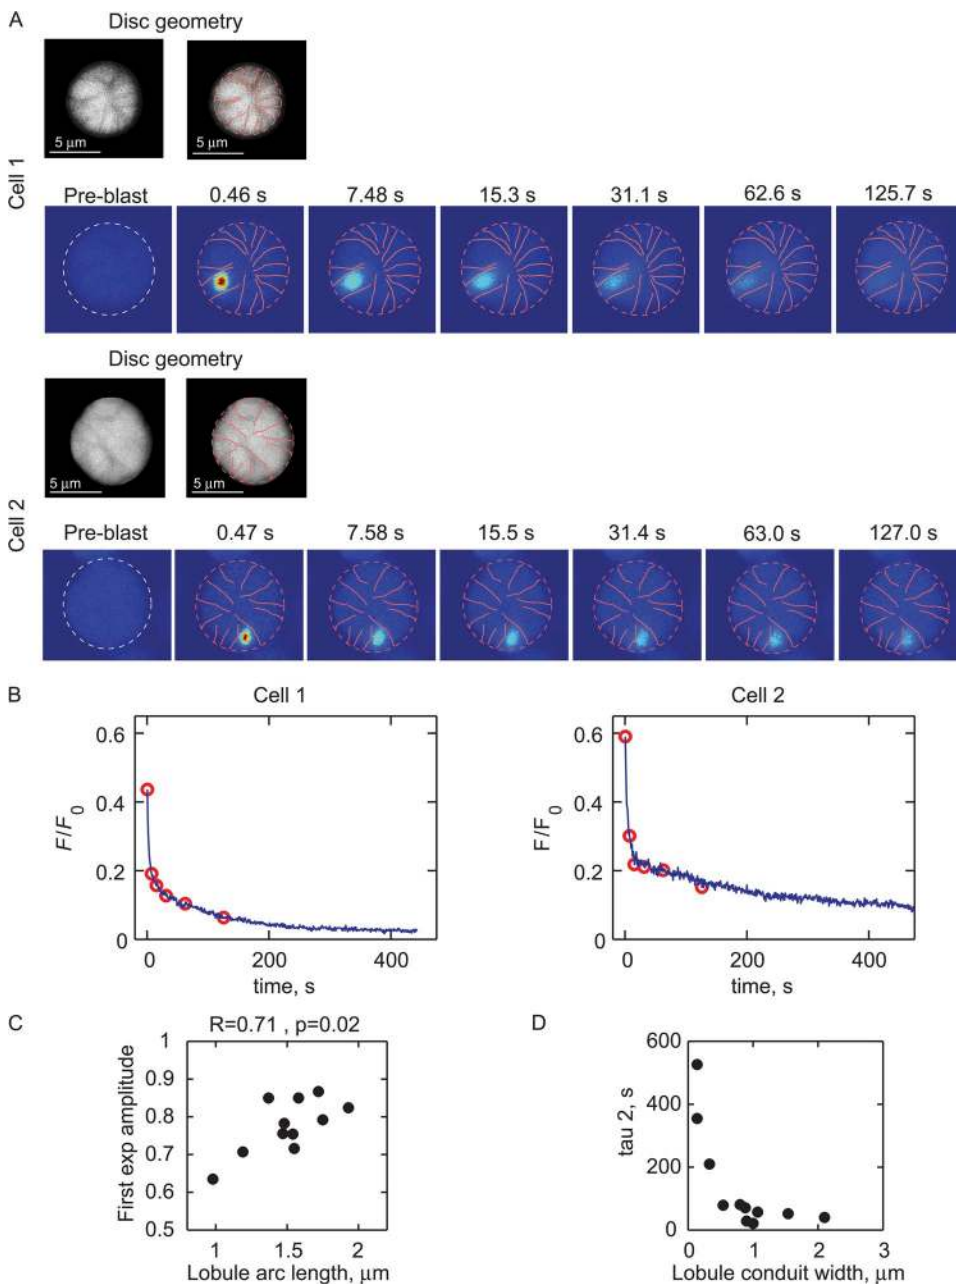 A
Disc geometry
5 μm
5 μm
Cell 1
Pre-blast 0.46 s 7.48 s 15.3 s 31.1 s 62.6 s 125.7 s
Disc geometry
5 μm
5 μm
Cell 2
Pre-blast 0.47 s 7.58 s 15.5 s 31.4 s 63.0 s 127.0 s
B
Cell 1
0.6
0.4
0.2
0
F/F0
0 200 400
time, s
Cell 2
0.6
0.4
0.2
0
F/F0
0 200 400
time, s
C
R=0.71 , p=0.02
1
0.9
0.8
0.7
0.6
0.5
First exp amplitude
1 1.5 2
Lobule arc length, μm
D
600
400
200
0
tau 2, s
0 1 2 3
Lobule conduit width, μm